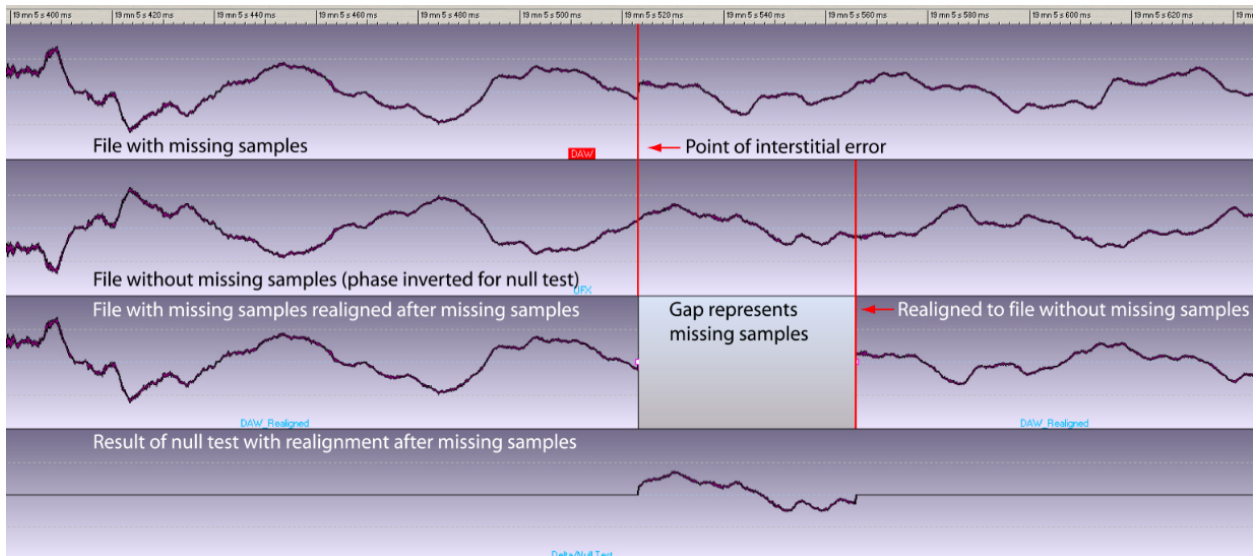 19 mn 5 s 400 ms 19 mn 5 s 420 ms 19 mn 5 s 440 ms 19 mn 5 s 460 ms 19 mn 5 s 480 ms 19 mn 5 s 500 ms 19 mn 5 s 520 ms 19 mn 5 s 540 ms 19 mn 5 s 560 ms 19 mn 5 s 580 ms 19 mn 5 s 600 ms 19 mn 5 s 620 ms 19 m
File with missing samples
DAW
Point of interstitial error
File without missing samples (phase inverted for null test)
UFX
File with missing samples realigned after missing samples
Gap represents
missing samples
Realigned to file without missing samples
DAW_Realigned
DAW_Realigned
Result of null test with realignment after missing samples
Delta/Null Test